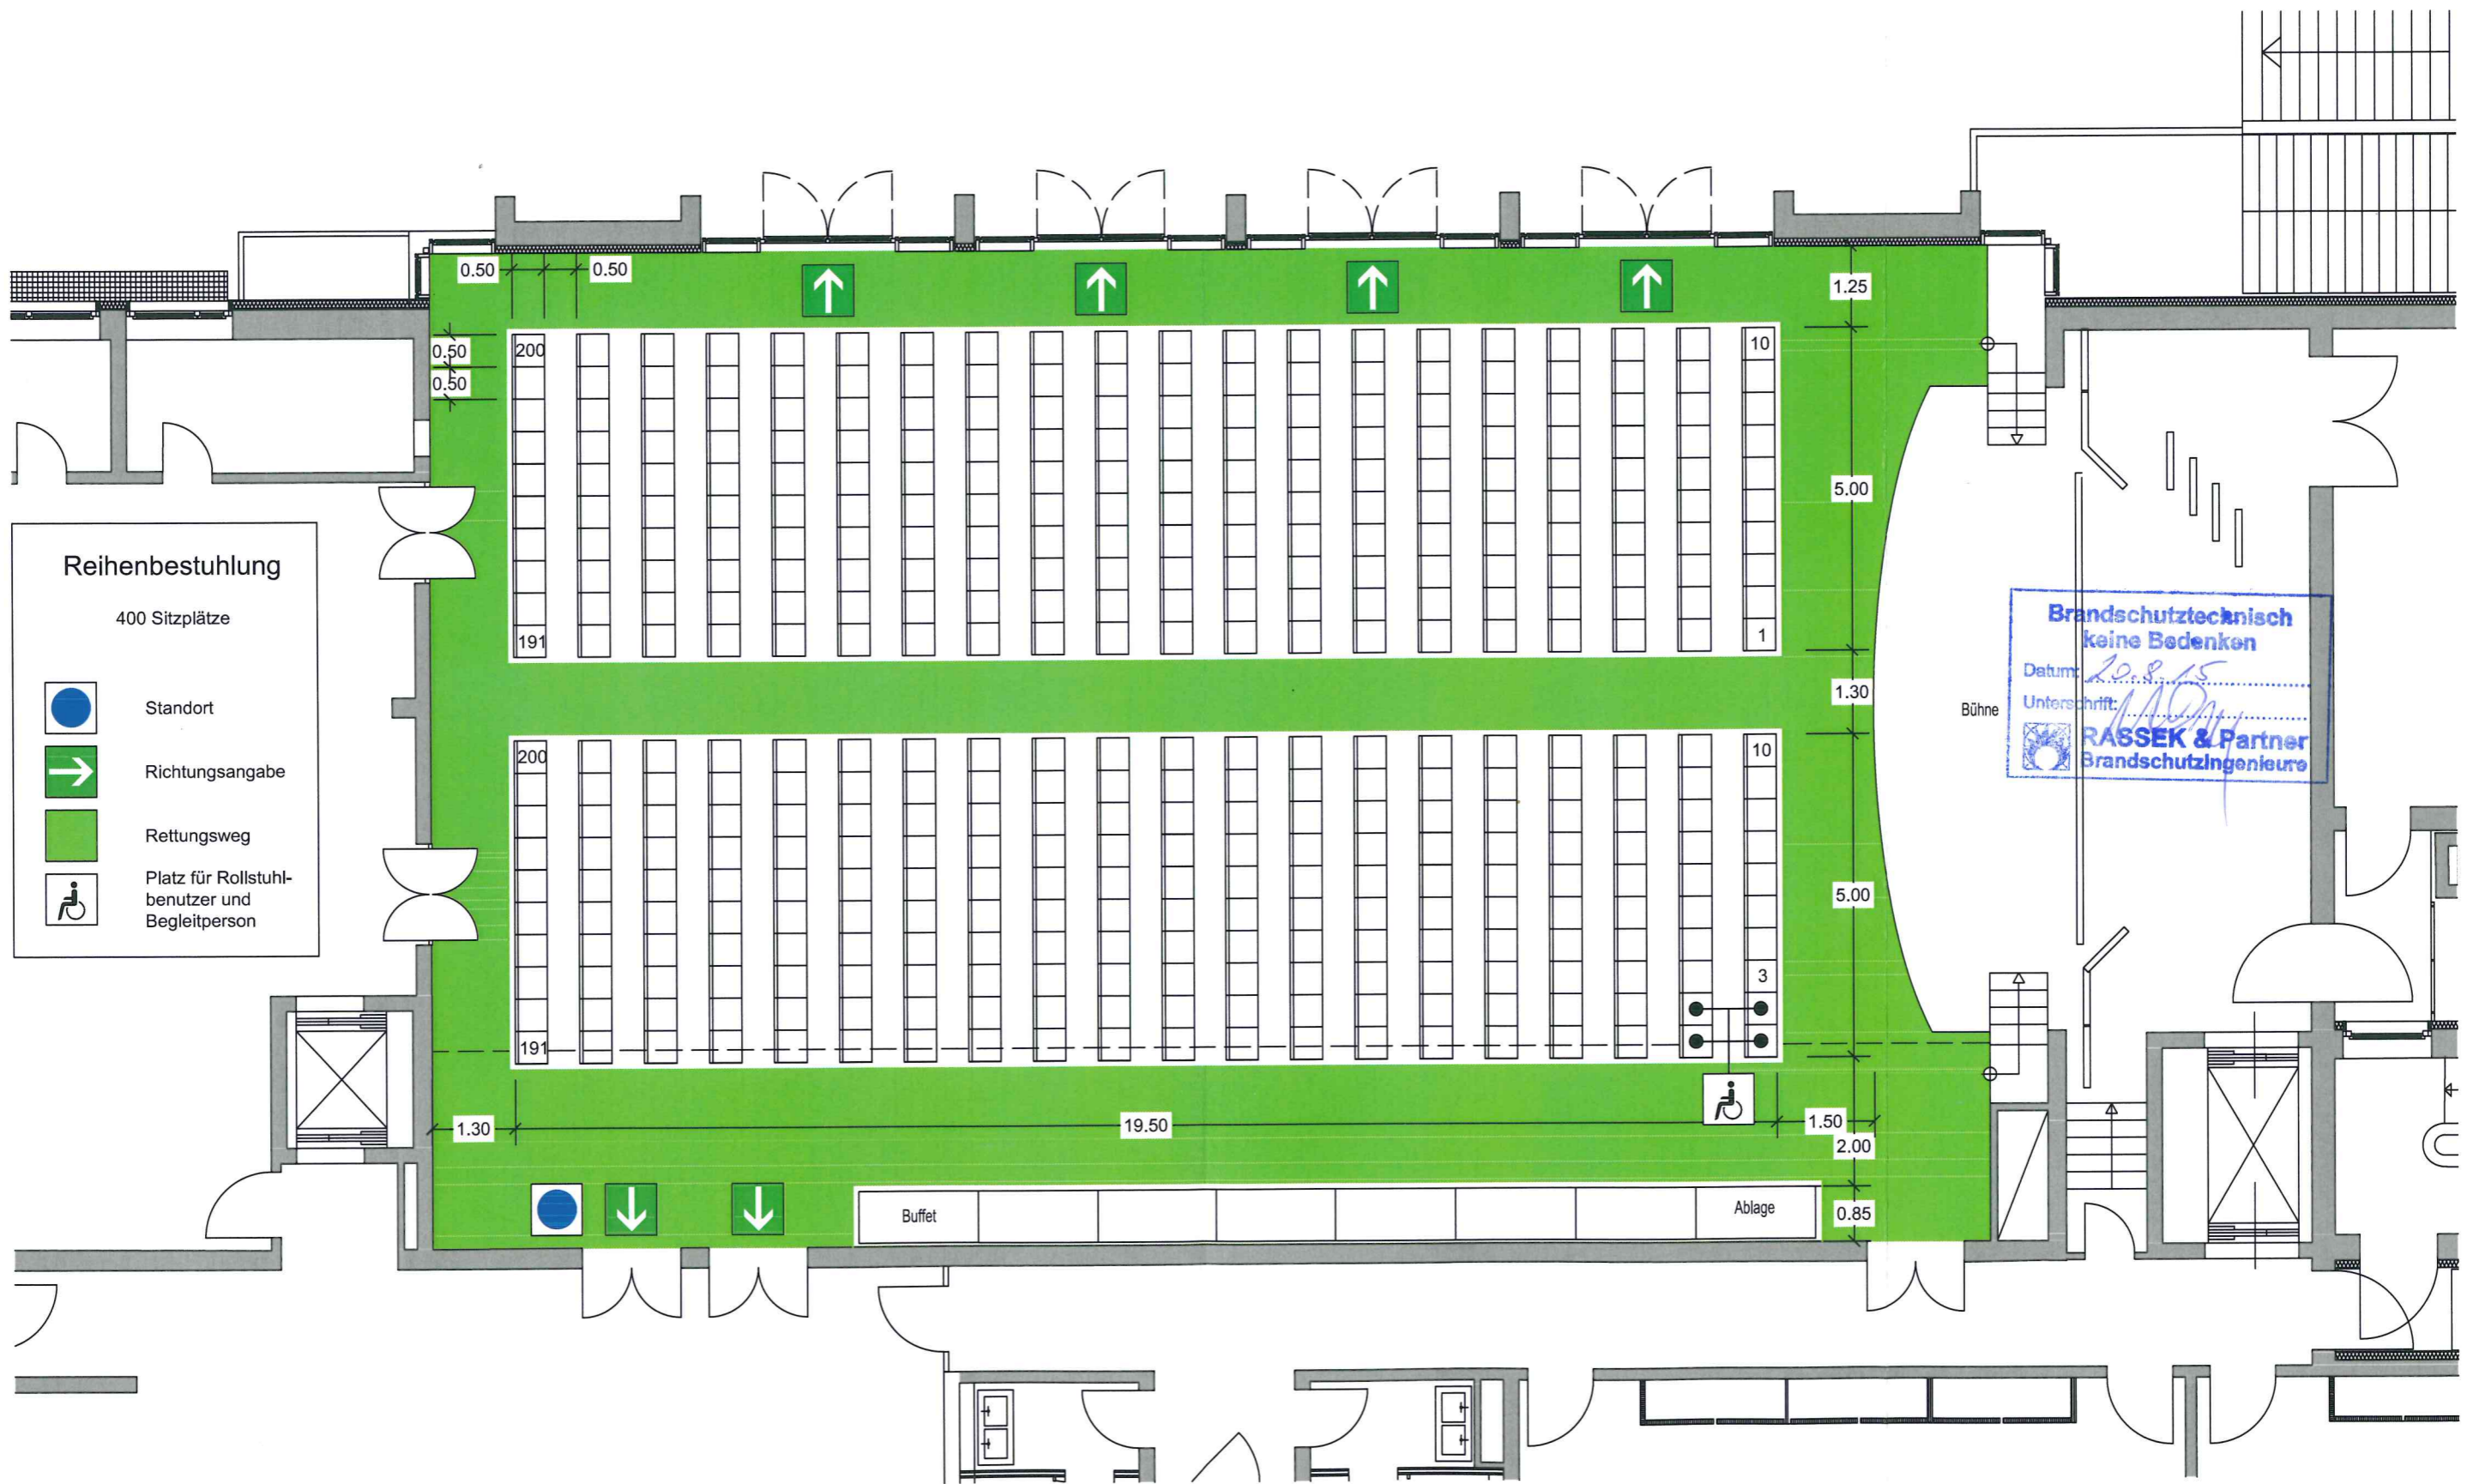 0.50
0.50
1.25
0.50
0.50
200
10
5.00
191
1
1.30
200
10
5.00
3
191
1.30
19.50
1.50
2.00
Buffet
Ablage
0.85
Bühne
Reihenbestuhlung
400 Sitzplätze
Standort
Richtungsangabe
Rettungsweg
Platz für Rollstuhl-
benutzer und
Begleitperson
Brandschutztechnisch
keine Bedenken
Datum: 20.8.15
Unterschrift:
RASSEK & Partner
Brandschutzingenieure